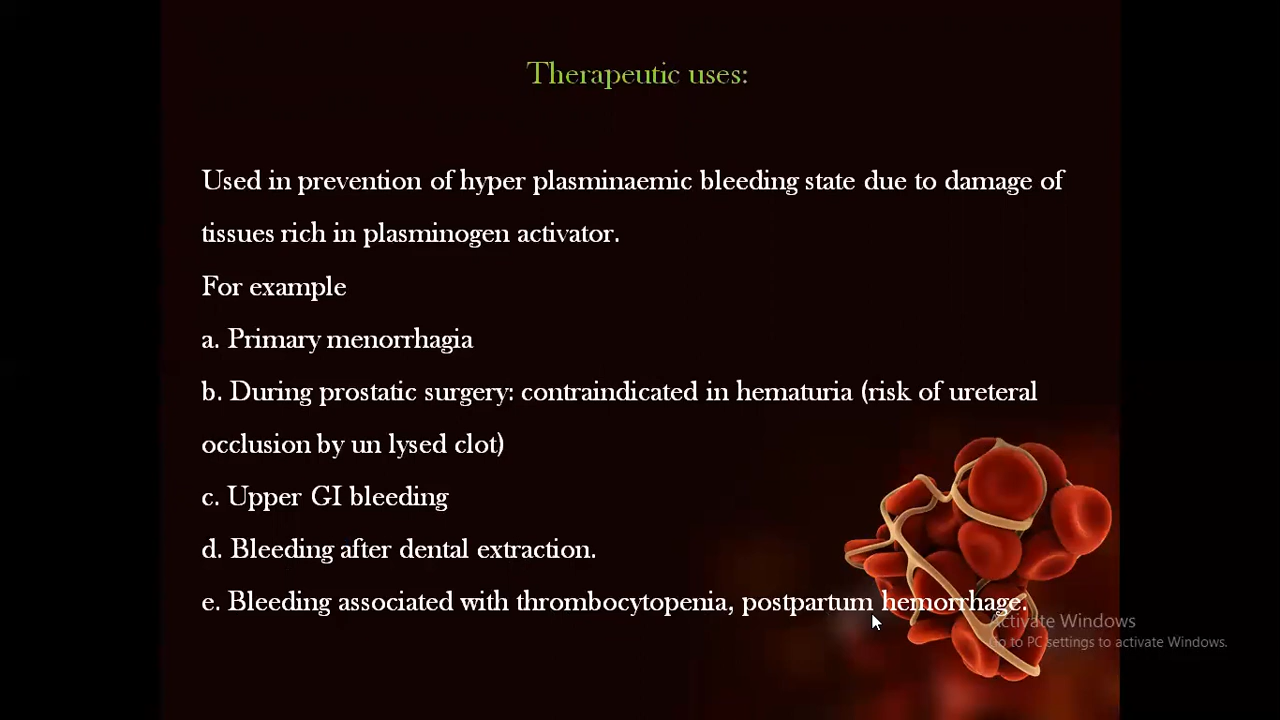 Therapeutic uses:
Used in prevention of hyper plasminaemic bleeding state due to damage of
tissues rich in plasminogen activator.
For example
a. Primary menorrhagia
b. During prostatic surgery: contraindicated in hematuria (risk of ureteral
occlusion by un lysed clot)
c. Upper GI bleeding
d. Bleeding after dental extraction.
e. Bleeding associated with thrombocytopenia, postpartum hemorrhage.
Activate Windows
Go to PC settings to activate Windows.